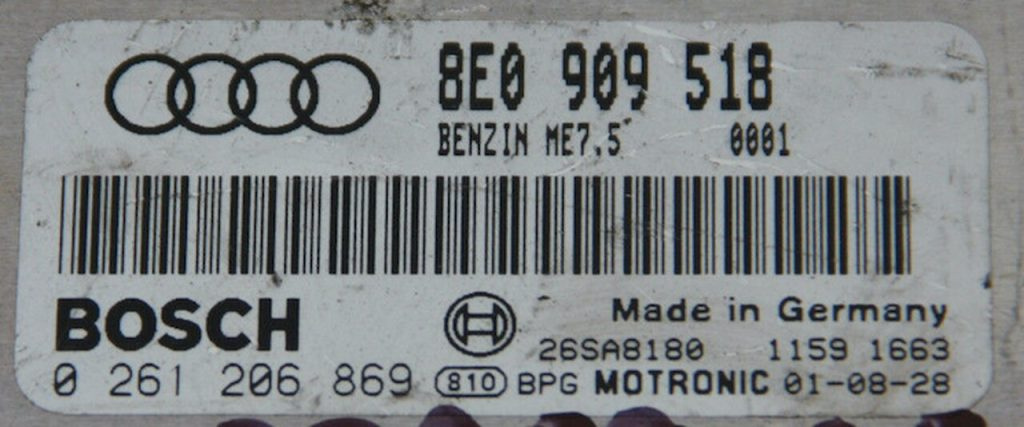 8E0 909 518
BENZIN ME7.5 0001
BOSCH
Made in Germany
26SA8180 1159 1663
0 261 206 869 810 BPG MOTRONIC 01-08-28